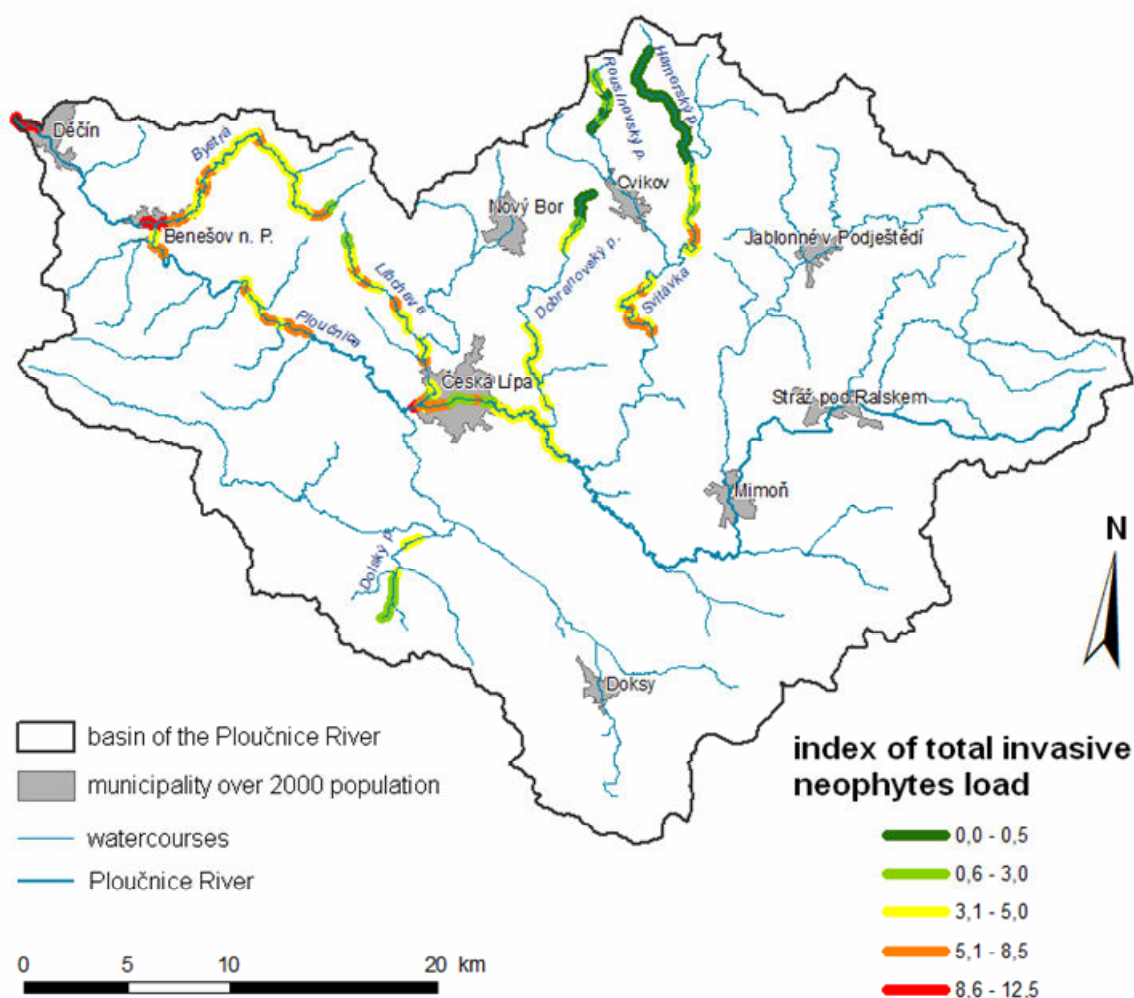 Hamerský p.
Rousínovský p.
Děčín
Bystrá
Cvikov
Nový Bor
Benešov n. P.
Jablonné v Podještědí
Dobranovský p.
Svitávka
Ploučnice
Česká Lípa
Stráž pod Ralskem
Mimoň
Dolský p.
N
Doksy
basin of the Ploučnice River
municipality over 2000 population
watercourses
Ploučnice River
index of total invasive
neophytes load
0,0 - 0,5
0,6 - 3,0
3,1 - 5,0
5,1 - 8,5
8,6 - 12,5
0 5 10 20 km